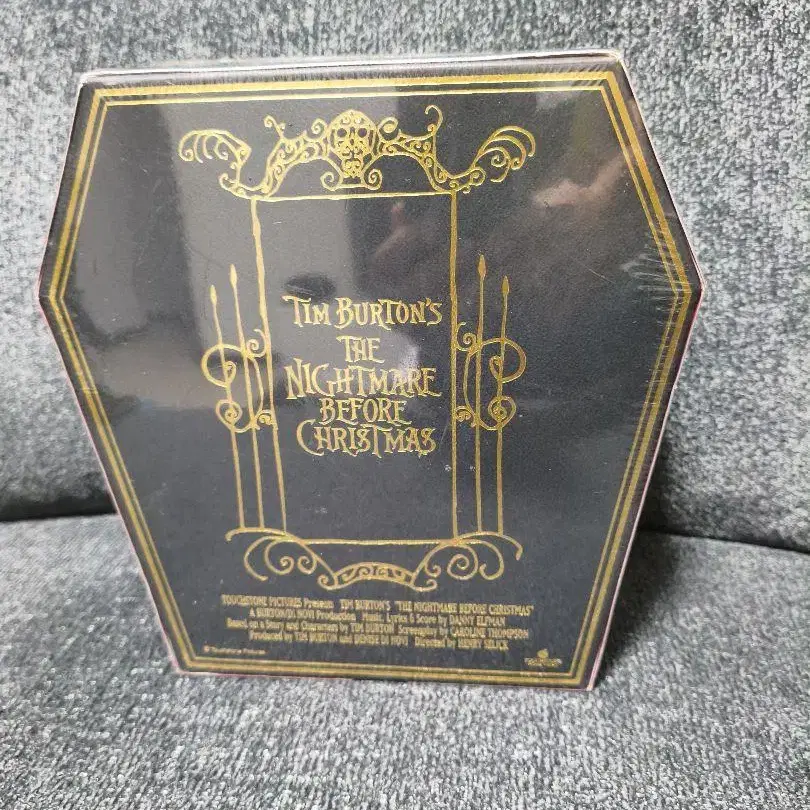 TIM BURTON'S
THE
NIGHTMARE
BEFORE
CHRISTMAS
TOUCHSTONE PICTURES Presents TIM BURTON'S "THE NIGHTMARE BEFORE CHRISTMAS"
A BURTON/DI NOVI Production Music, Lyrics & Score by DANNY ELFMAN
Based on a Story and Characters by TIM BURTON Screenplay by CAROLINE THOMPSON
Produced by TIM BURTON and DENISE DI NOVI Directed by HENRY SELICK
© Touchstone Pictures